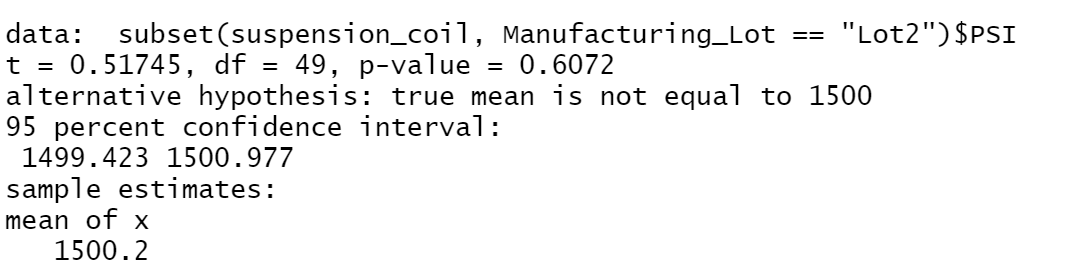 data:  subset(suspension_coil, Manufacturing_Lot == "Lot2")$PSI
t = 0.51745, df = 49, p-value = 0.6072
alternative hypothesis: true mean is not equal to 1500
95 percent confidence interval:
 1499.423 1500.977
sample estimates:
mean of x
   1500.2